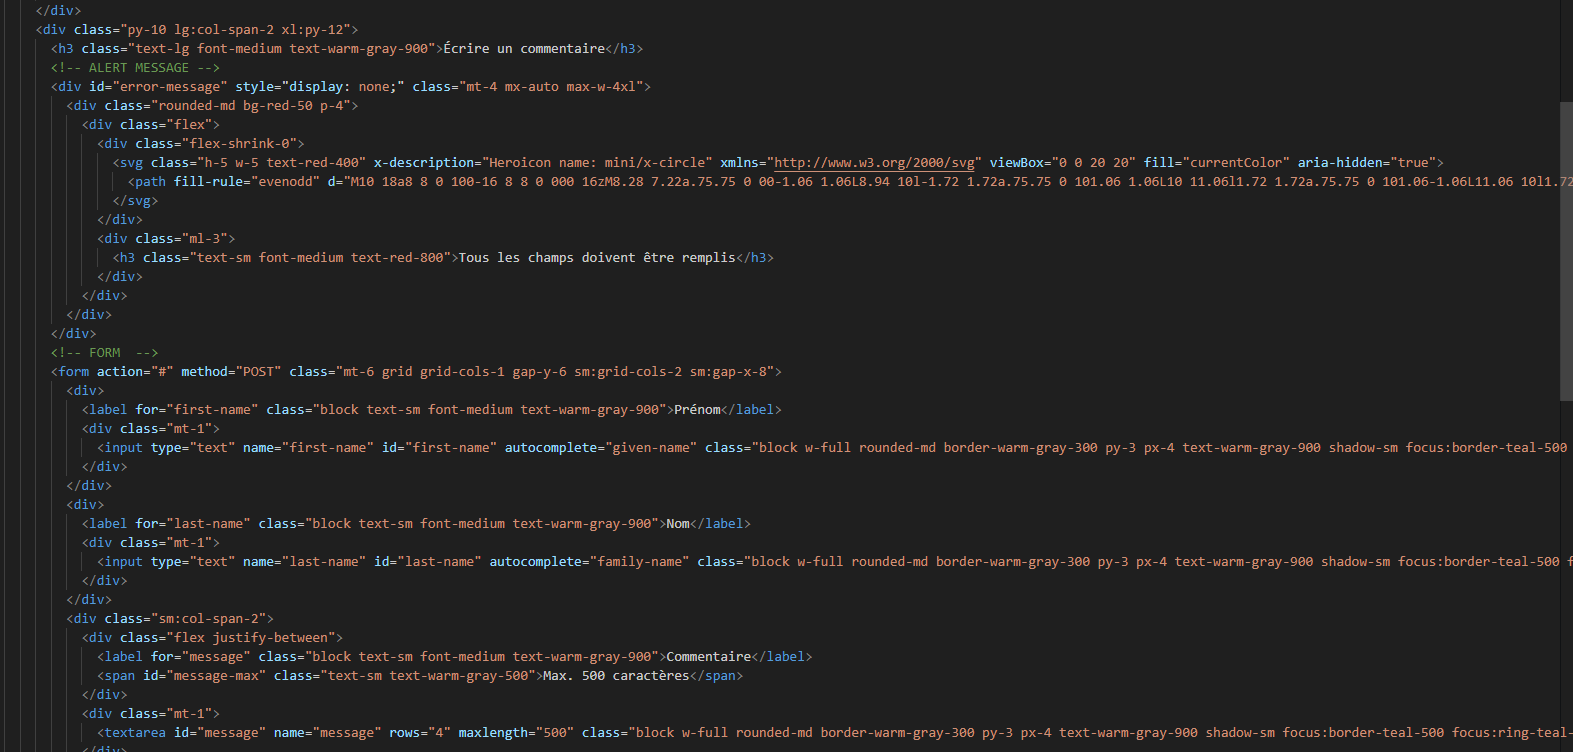 </div>
<div class="py-10 lg:col-span-2 xl:py-12">
<h3 class="text-lg font-medium text-warm-gray-900">Écrire un commentaire</h3>
<!-- ALERT MESSAGE -->
<div id="error-message" style="display: none;" class="mt-4 mx-auto max-w-4xl">
<div class="rounded-md bg-red-50 p-4">
<div class="flex">
<div class="flex-shrink-0">
<svg class="h-5 w-5 text-red-400" x-description="Heroicon name: mini/x-circle" xmlns="http://www.w3.org/2000/svg" viewBox="0 0 20 20" fill="currentColor" aria-hidden="true">
<path fill-rule="evenodd" d="M10 18a8 8 0 100-16 8 8 0 000 16zM8.28 7.22a.75.75 0 00-1.06 1.06L8.94 10l-1.72 1.72a.75.75 0 101.06 1.06L10 11.06l1.72 1.72a.75.75 0 101.06-1.06L11.06 10l1.72
</svg>
</div>
<div class="ml-3">
<h3 class="text-sm font-medium text-red-800">Tous les champs doivent être remplis</h3>
</div>
</div>
</div>
</div>
<!-- FORM  -->
<form action="#" method="POST" class="mt-6 grid grid-cols-1 gap-y-6 sm:grid-cols-2 sm:gap-x-8">
<div>
<label for="first-name" class="block text-sm font-medium text-warm-gray-900">Prénom</label>
<div class="mt-1">
<input type="text" name="first-name" id="first-name" autocomplete="given-name" class="block w-full rounded-md border-warm-gray-300 py-3 px-4 text-warm-gray-900 shadow-sm focus:border-teal-500
</div>
</div>
<div>
<label for="last-name" class="block text-sm font-medium text-warm-gray-900">Nom</label>
<div class="mt-1">
<input type="text" name="last-name" id="last-name" autocomplete="family-name" class="block w-full rounded-md border-warm-gray-300 py-3 px-4 text-warm-gray-900 shadow-sm focus:border-teal-500 f
</div>
</div>
<div class="sm:col-span-2">
<div class="flex justify-between">
<label for="message" class="block text-sm font-medium text-warm-gray-900">Commentaire</label>
<span id="message-max" class="text-sm text-warm-gray-500">Max. 500 caractères</span>
</div>
<div class="mt-1">
<textarea id="message" name="message" rows="4" maxlength="500" class="block w-full rounded-md border-warm-gray-300 py-3 px-4 text-warm-gray-900 shadow-sm focus:border-teal-500 focus:ring-teal-
</div>